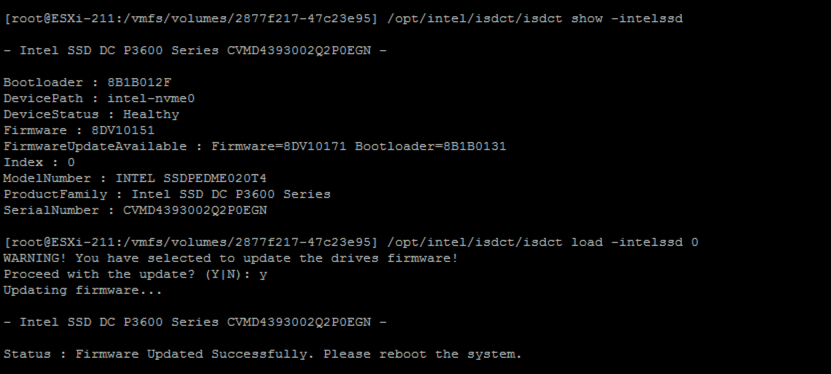 [root@ESXi-211:/vmfs/volumes/2877f217-47c23e95] /opt/intel/isdct/isdct show -intelssd
- Intel SSD DC P3600 Series CVMD4393002Q2P0EGN -
Bootloader : 8B1B012F
DevicePath : intel-nvme0
DeviceStatus : Healthy
Firmware : 8DV10151
FirmwareUpdateAvailable : Firmware=8DV10171 Bootloader=8B1B0131
Index : 0
ModelNumber : INTEL SSDPEDME020T4
ProductFamily : Intel SSD DC P3600 Series
SerialNumber : CVMD4393002Q2P0EGN
[root@ESXi-211:/vmfs/volumes/2877f217-47c23e95] /opt/intel/isdct/isdct load -intelssd 0
WARNING! You have selected to update the drives firmware!
Proceed with the update? (Y|N): y
Updating firmware...
- Intel SSD DC P3600 Series CVMD4393002Q2P0EGN -
Status : Firmware Updated Successfully. Please reboot the system.